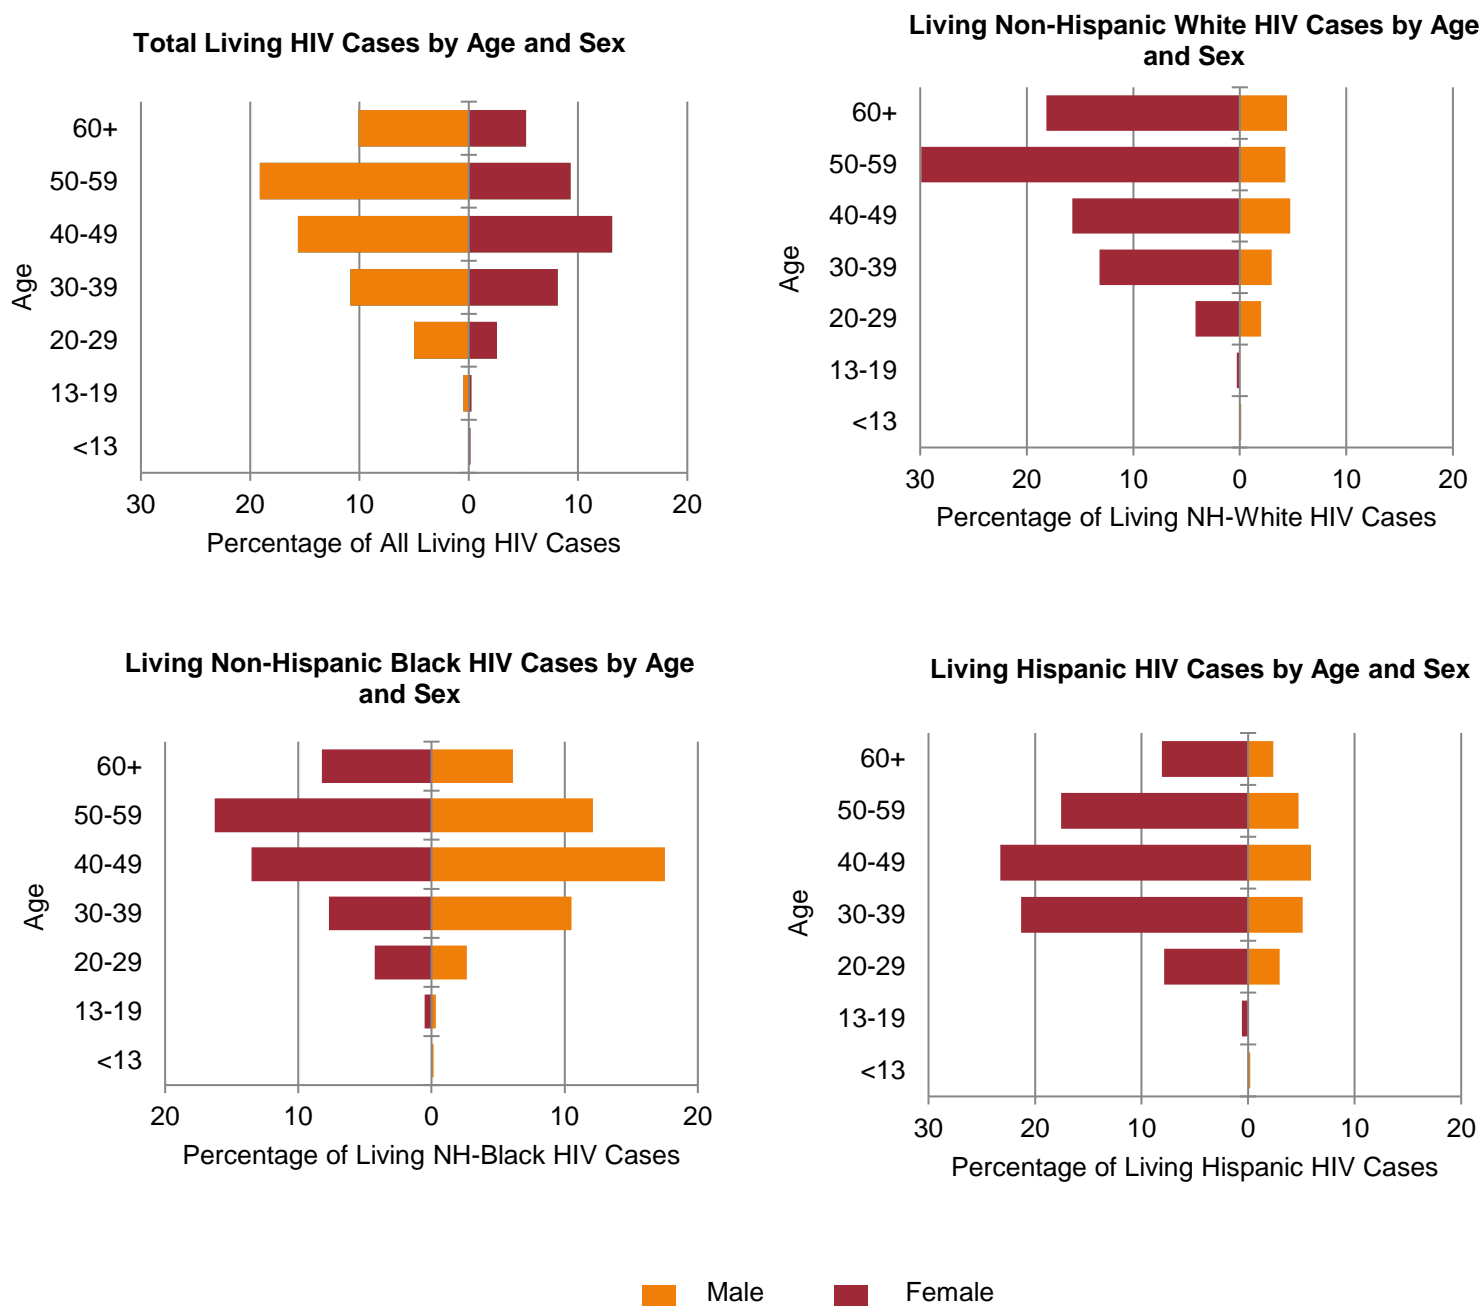 Total Living HIV Cases by Age and Sex
60+
50-59
40-49
30-39
20-29
13-19
<13
Age
30 20 10 0 10 20
Percentage of All Living HIV Cases
Living Non-Hispanic White HIV Cases by Age
and Sex
60+
50-59
40-49
30-39
20-29
13-19
<13
Age
30 20 10 0 10 20
Percentage of Living NH-White HIV Cases
Living Non-Hispanic Black HIV Cases by Age
and Sex
60+
50-59
40-49
30-39
20-29
13-19
<13
Age
20 10 0 10 20
Percentage of Living NH-Black HIV Cases
Living Hispanic HIV Cases by Age and Sex
60+
50-59
40-49
30-39
20-29
13-19
<13
Age
30 20 10 0 10 20
Percentage of Living Hispanic HIV Cases
Male Female